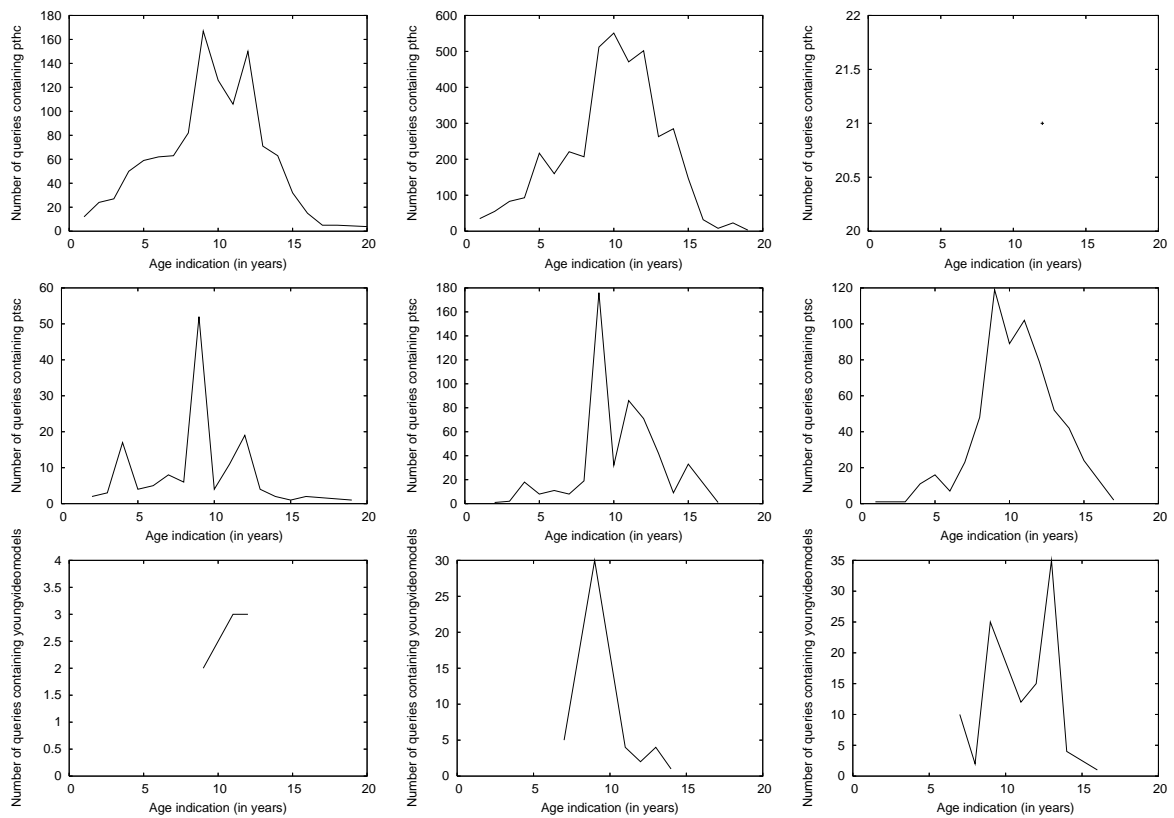 Number of queries containing pthc
180
160
140
120
100
80
60
40
20
0
0 5 10 15 20
Age indication (in years)
Number of queries containing pthc
600
500
400
300
200
100
0
0 5 10 15 20
Age indication (in years)
Number of queries containing pthc
22
21.5
21
20.5
20
0 5 10 15 20
Age indication (in years)
Number of queries containing ptsc
60
50
40
30
20
10
0
0 5 10 15 20
Age indication (in years)
Number of queries containing ptsc
180
160
140
120
100
80
60
40
20
0
0 5 10 15 20
Age indication (in years)
Number of queries containing ptsc
120
100
80
60
40
20
0
0 5 10 15 20
Age indication (in years)
Number of queries containing youngvideomodels
4
3.5
3
2.5
2
1.5
1
0.5
0
0 5 10 15 20
Age indication (in years)
Number of queries containing youngvideomodels
30
25
20
15
10
5
0
0 5 10 15 20
Age indication (in years)
Number of queries containing youngvideomodels
35
30
25
20
15
10
5
0
0 5 10 15 20
Age indication (in years)